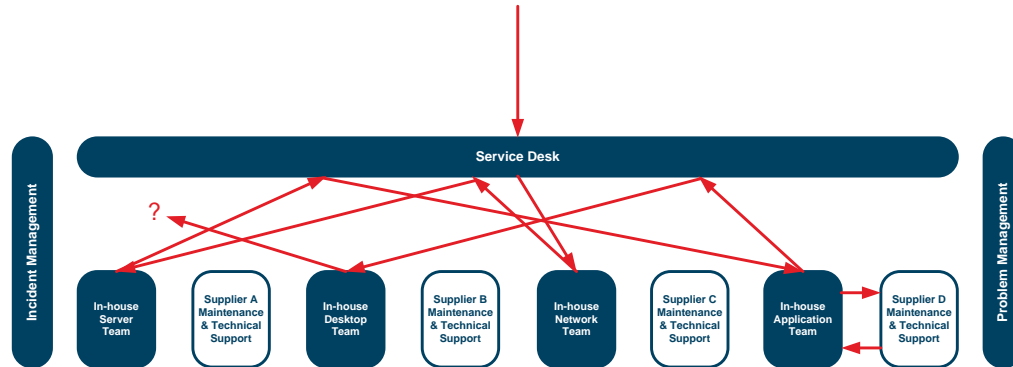 Service Desk
Incident Management
?
Problem Management
In-house
Server
Team
Supplier A
Maintenance
& Technical
Support
In-house
Desktop
Team
Supplier B
Maintenance
& Technical
Support
In-house
Network
Team
Supplier C
Maintenance
& Technical
Support
In-house
Application
Team
Supplier D
Maintenance
& Technical
Support